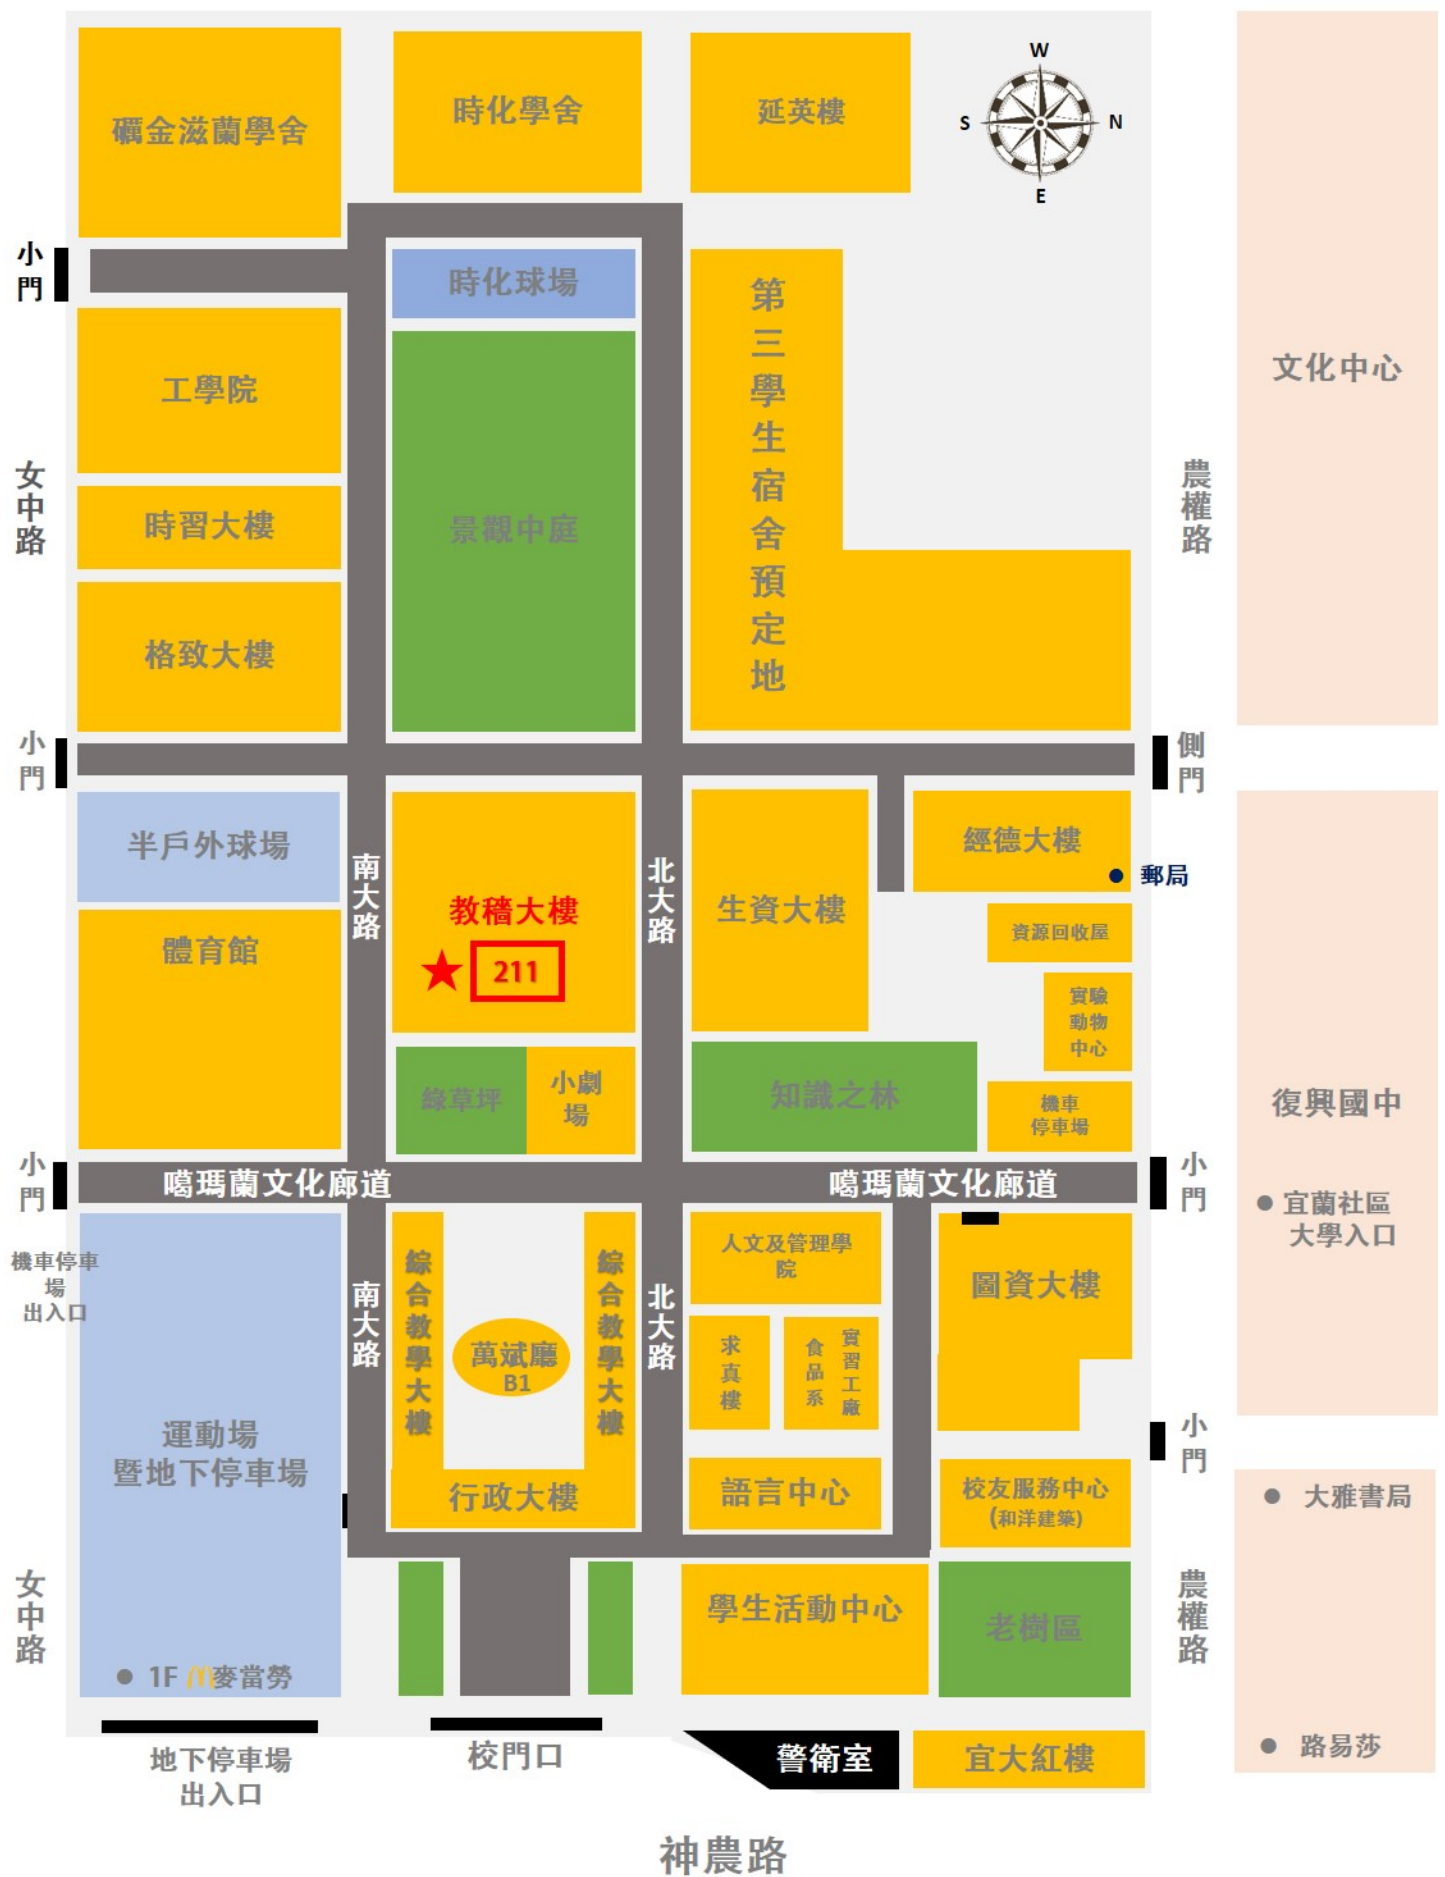 礪金滋蘭學舍
時化學舍
延英樓
W
S
N
E
小
門
時化球場
第三學生宿舍預定地
文化中心
工學院
女中路
時習大樓
景觀中庭
農權路
格致大樓
小
門
側
門
半戶外球場
南大路
教穡大樓
211
北大路
生資大樓
經德大樓
郵局
體育館
資源回收屋
實驗
動物
中心
綠草坪
小劇
場
知識之林
機車
停車場
復興國中
小
門
噶瑪蘭文化廊道
噶瑪蘭文化廊道
小
門
宜蘭社區
大學入口
機車停車
場
出入口
南大路
綜合教學大樓
萬斌廳
B1
綜合教學大樓
北大路
人文及管理學
院
圖資大樓
求真樓
食品系
實習工廠
運動場
暨地下停車場
小
門
行政大樓
語言中心
校友服務中心
(和洋建築)
大雅書局
女中路
學生活動中心
老樹區
農權路
1F 麥當勞
地下停車場
出入口
校門口
警衛室
宜大紅樓
路易莎
神農路